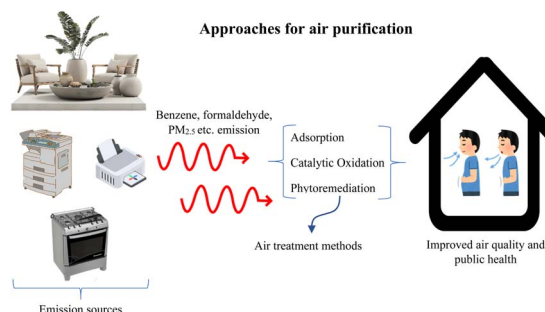 Approaches for air purification
Benzene, formaldehyde,
PM2.5 etc. emission
Adsorption
Catalytic Oxidation
Phytoremediation
Air treatment methods
Improved air quality and
public health
Emission sources